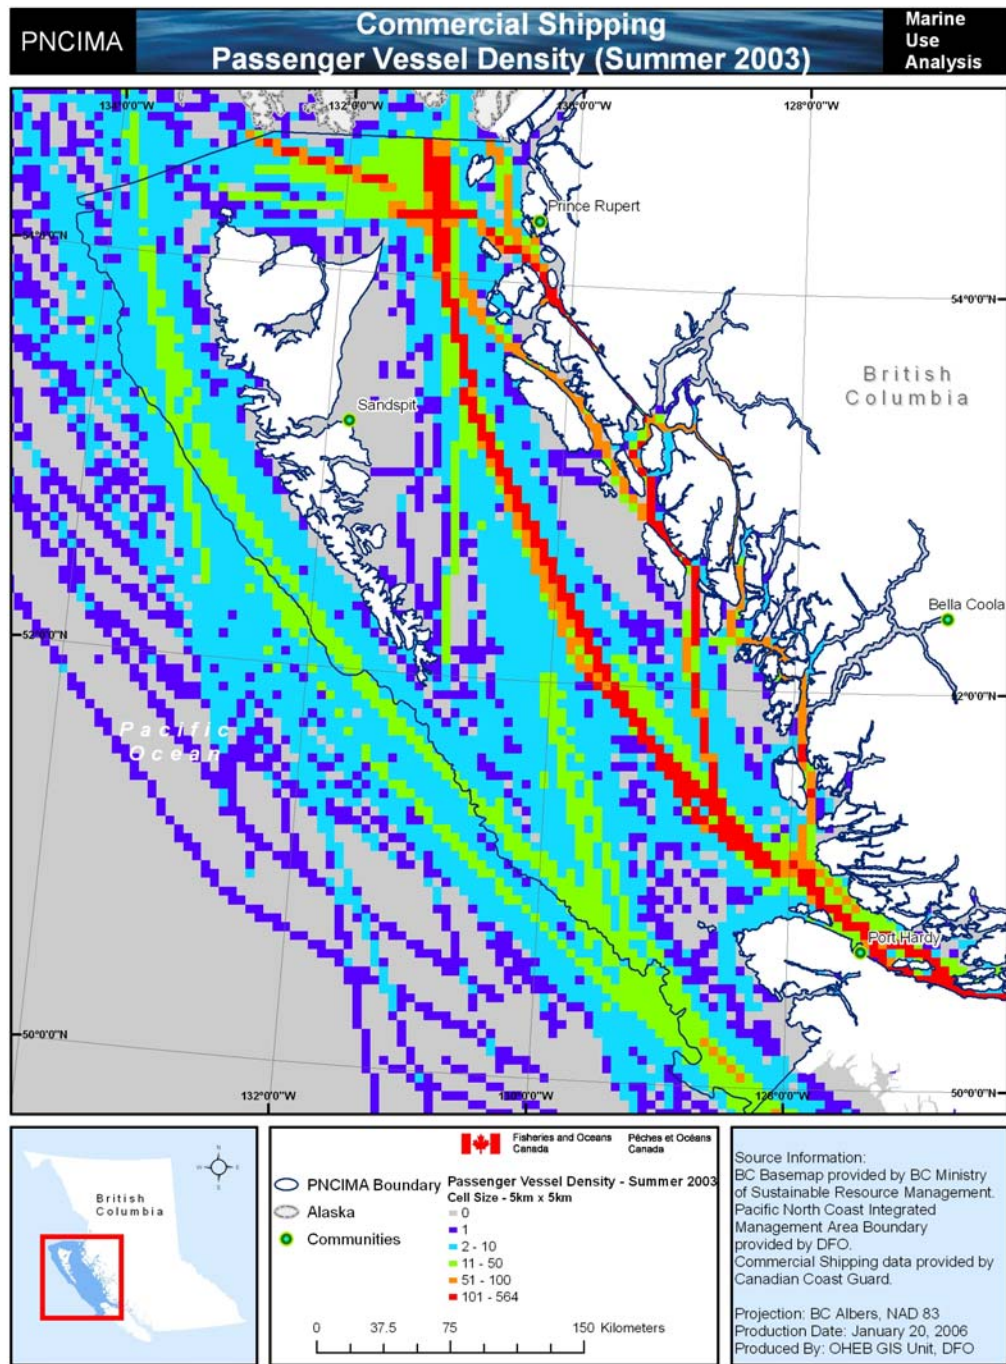 PNCIMA
Commercial Shipping
Passenger Vessel Density (Summer 2003)
Marine
Use
Analysis
134°0'0"W
132°0'0"W
128°0'0"W
Prince Rupert
54°0'0"N
54°0'0"N
British
Columbia
Sandspit
Bella Coola
52°0'0"N
Pacific
Ocean
Port Hardy
50°0'0"N
50°0'0"N
132°0'0"W
British
Columbia
N
W
E
S
Fisheries and Oceans
Canada
Pêches et Océans
Canada
PNCIMA Boundary
Alaska
Communities
Passenger Vessel Density - Summer 2003
Cell Size - 5km x 5km
0
1
2 - 10
11 - 50
51 - 100
101 - 564
0 37.5 75 150 Kilometers
Source Information:
BC Basemap provided by BC Ministry
of Sustainable Resource Management.
Pacific North Coast Integrated
Management Area Boundary
provided by DFO.
Commercial Shipping data provided by
Canadian Coast Guard.
Projection: BC Albers, NAD 83
Production Date: January 20, 2006
Produced By: OHEB GIS Unit, DFO